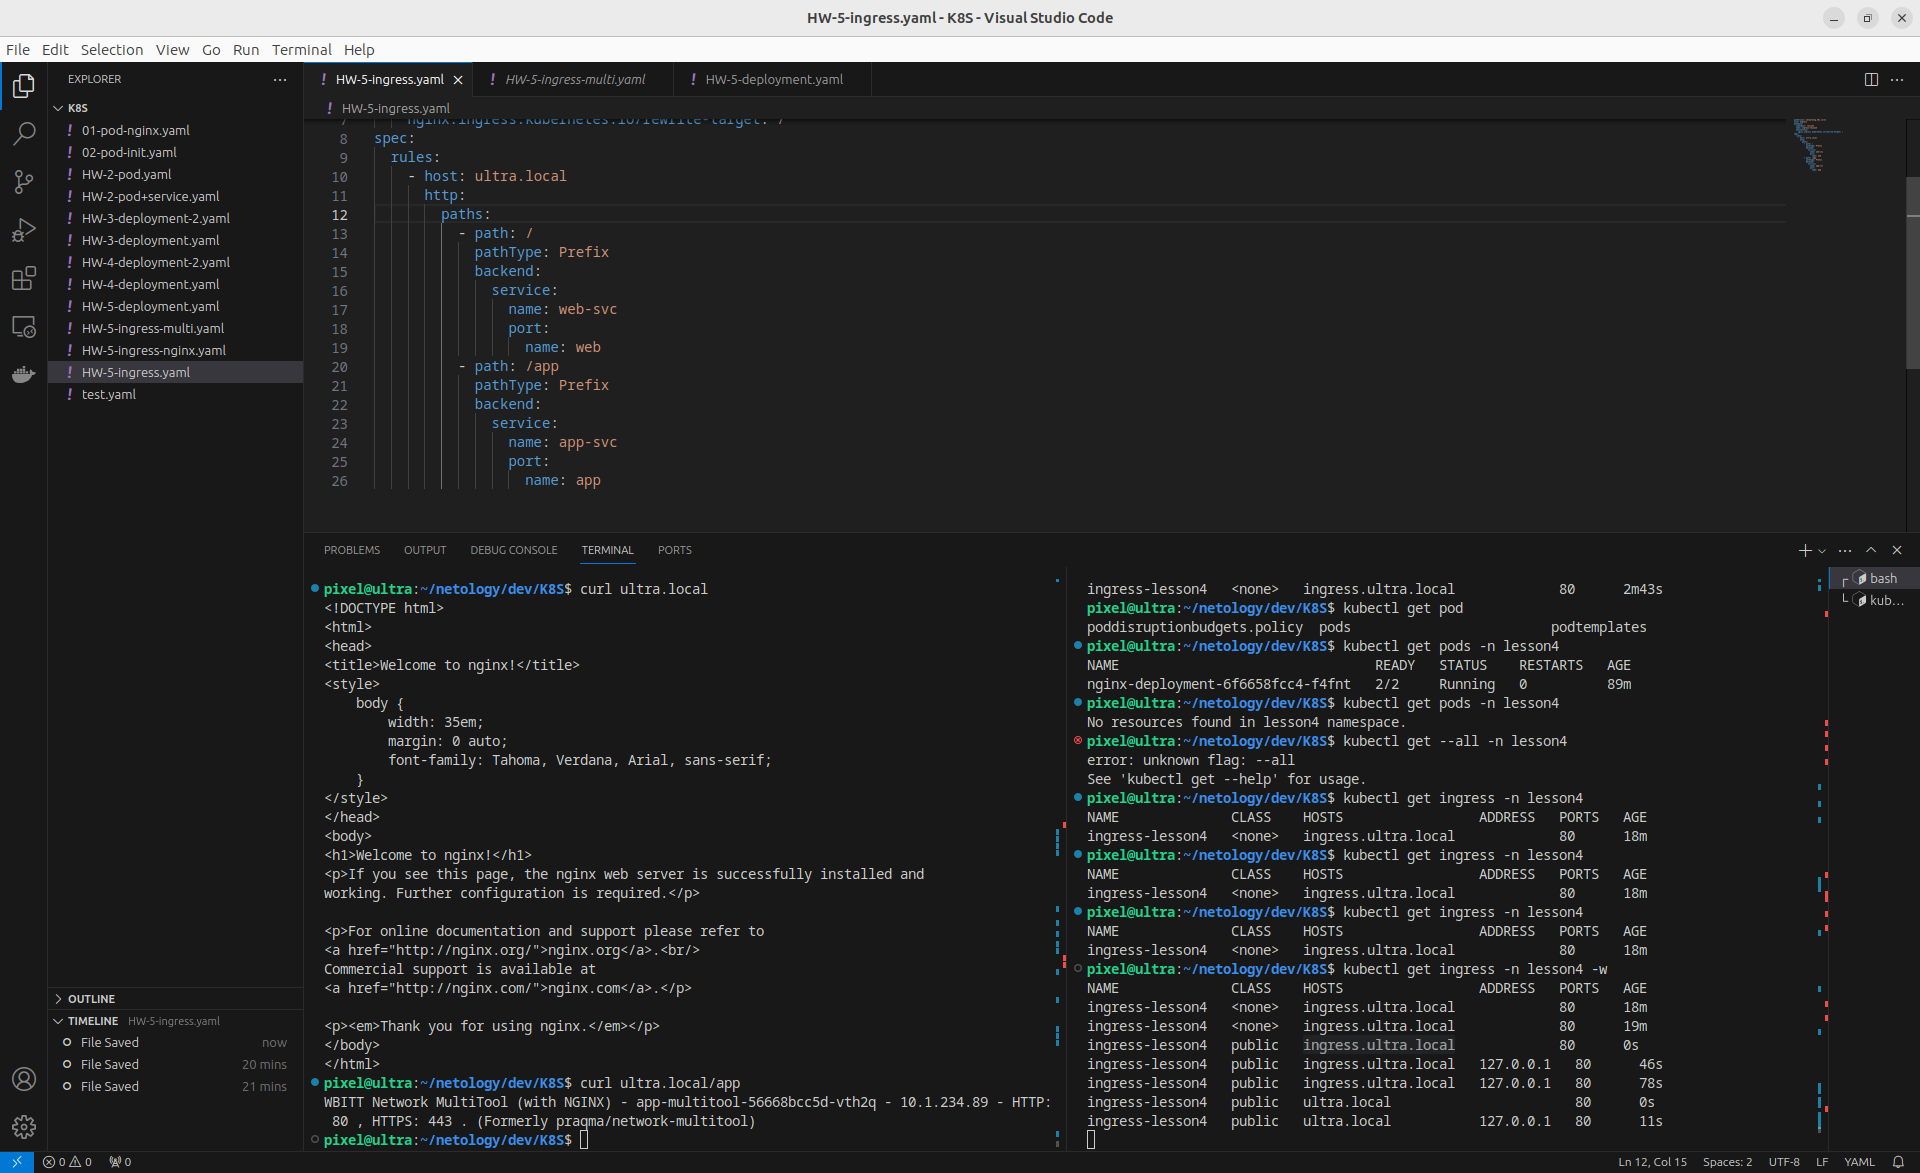 HW-5-ingress.yaml - K8S - Visual Studio Code
File Edit Selection View Go Run Terminal Help
EXPLORER
K8S
01-pod-nginx.yaml
02-pod-init.yaml
HW-2-pod.yaml
HW-2-pod+service.yaml
HW-3-deployment-2.yaml
HW-3-deployment.yaml
HW-4-deployment-2.yaml
HW-4-deployment.yaml
HW-5-deployment.yaml
HW-5-ingress-multi.yaml
HW-5-ingress-nginx.yaml
HW-5-ingress.yaml
test.yaml
OUTLINE
TIMELINE HW-5-ingress.yaml
File Saved now
File Saved 20 mins
File Saved 21 mins
HW-5-ingress.yaml HW-5-ingress-multi.yaml HW-5-deployment.yaml
HW-5-ingress.yaml
7 nginx.ingress.kubernetes.io/rewrite-target: /
8 spec:
9 rules:
10 - host: ultra.local
11 http:
12 paths:
13 - path: /
14 pathType: Prefix
15 backend:
16 service:
17 name: web-svc
18 port:
19 name: web
20 - path: /app
21 pathType: Prefix
22 backend:
23 service:
24 name: app-svc
25 port:
26 name: app
PROBLEMS OUTPUT DEBUG CONSOLE TERMINAL PORTS
pixel@ultra:~/netology/dev/K8S$ curl ultra.local
<!DOCTYPE html>
<html>
<head>
<title>Welcome to nginx!</title>
<style>
body {
width: 35em;
margin: 0 auto;
font-family: Tahoma, Verdana, Arial, sans-serif;
}
</style>
</head>
<body>
<h1>Welcome to nginx!</h1>
<p>If you see this page, the nginx web server is successfully installed and
working. Further configuration is required.</p>
<p>For online documentation and support please refer to
<a href="http://nginx.org/">nginx.org</a>.<br/>
Commercial support is available at
<a href="http://nginx.com/">nginx.com</a>.</p>
<p><em>Thank you for using nginx.</em></p>
</body>
</html>
pixel@ultra:~/netology/dev/K8S$ curl ultra.local/app
WBITT Network MultiTool (with NGINX) - app-multitool-56668bcc5d-vth2q - 10.1.234.89 - HTTP:
80 , HTTPS: 443 . (Formerly praqma/network-multitool)
pixel@ultra:~/netology/dev/K8S$
ingress-lesson4 <none> ingress.ultra.local 80 2m43s
pixel@ultra:~/netology/dev/K8S$ kubectl get pod
poddisruptionbudgets.policy pods podtemplates
pixel@ultra:~/netology/dev/K8S$ kubectl get pods -n lesson4
NAME READY STATUS RESTARTS AGE
nginx-deployment-6f6658fcc4-f4fnt 2/2 Running 0 89m
pixel@ultra:~/netology/dev/K8S$ kubectl get pods -n lesson4
No resources found in lesson4 namespace.
pixel@ultra:~/netology/dev/K8S$ kubectl get --all -n lesson4
error: unknown flag: --all
See 'kubectl get --help' for usage.
pixel@ultra:~/netology/dev/K8S$ kubectl get ingress -n lesson4
NAME CLASS HOSTS ADDRESS PORTS AGE
ingress-lesson4 <none> ingress.ultra.local 80 18m
pixel@ultra:~/netology/dev/K8S$ kubectl get ingress -n lesson4
NAME CLASS HOSTS ADDRESS PORTS AGE
ingress-lesson4 <none> ingress.ultra.local 80 18m
pixel@ultra:~/netology/dev/K8S$ kubectl get ingress -n lesson4
NAME CLASS HOSTS ADDRESS PORTS AGE
ingress-lesson4 <none> ingress.ultra.local 80 18m
pixel@ultra:~/netology/dev/K8S$ kubectl get ingress -n lesson4 -w
NAME CLASS HOSTS ADDRESS PORTS AGE
ingress-lesson4 <none> ingress.ultra.local 80 18m
ingress-lesson4 <none> ingress.ultra.local 80 19m
ingress-lesson4 public ingress.ultra.local 80 0s
ingress-lesson4 public ingress.ultra.local 127.0.0.1 80 46s
ingress-lesson4 public ingress.ultra.local 127.0.0.1 80 78s
ingress-lesson4 public ultra.local 80 0s
ingress-lesson4 public ultra.local 127.0.0.1 80 11s
bash
kub...
0 0 0
Ln 12, Col 15 Spaces: 2 UTF-8 LF YAML